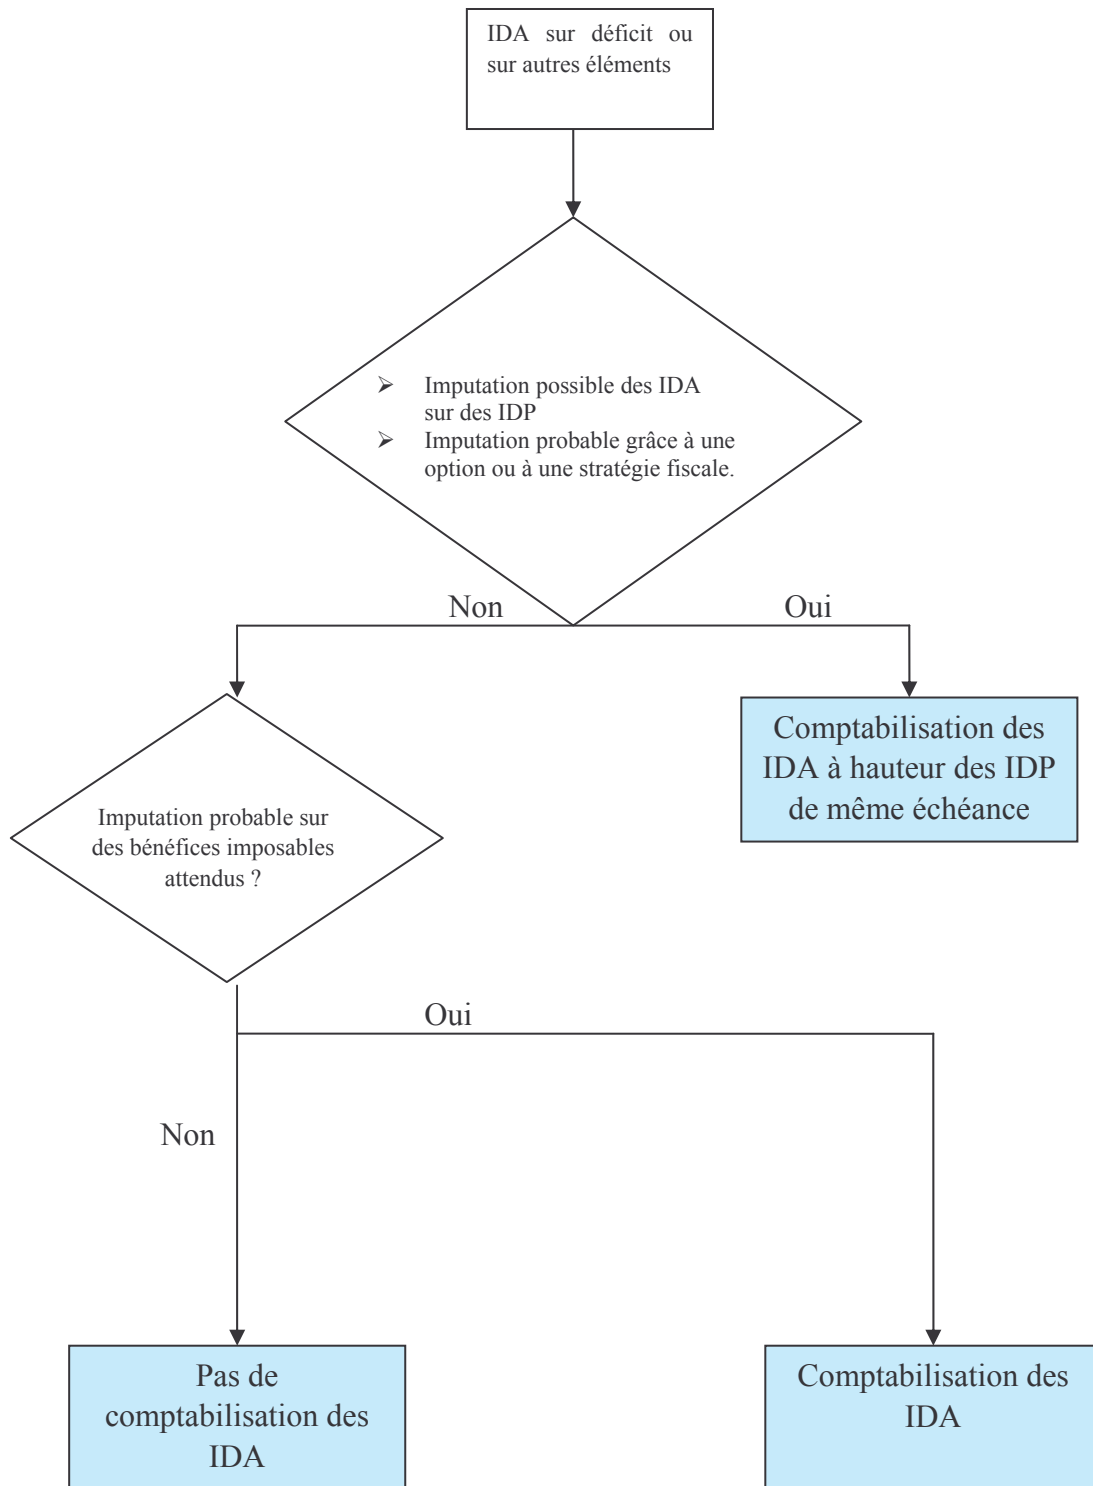 IDA sur déficit ou
sur autres éléments
➢ Imputation possible des IDA
sur des IDP
➢ Imputation probable grâce à une
option ou à une stratégie fiscale.
Non
Oui
Comptabilisation des
IDA à hauteur des IDP
de même échéance
Imputation probable sur
des bénéfices imposables
attendus ?
Oui
Non
Pas de
comptabilisation des
IDA
Comptabilisation des
IDA